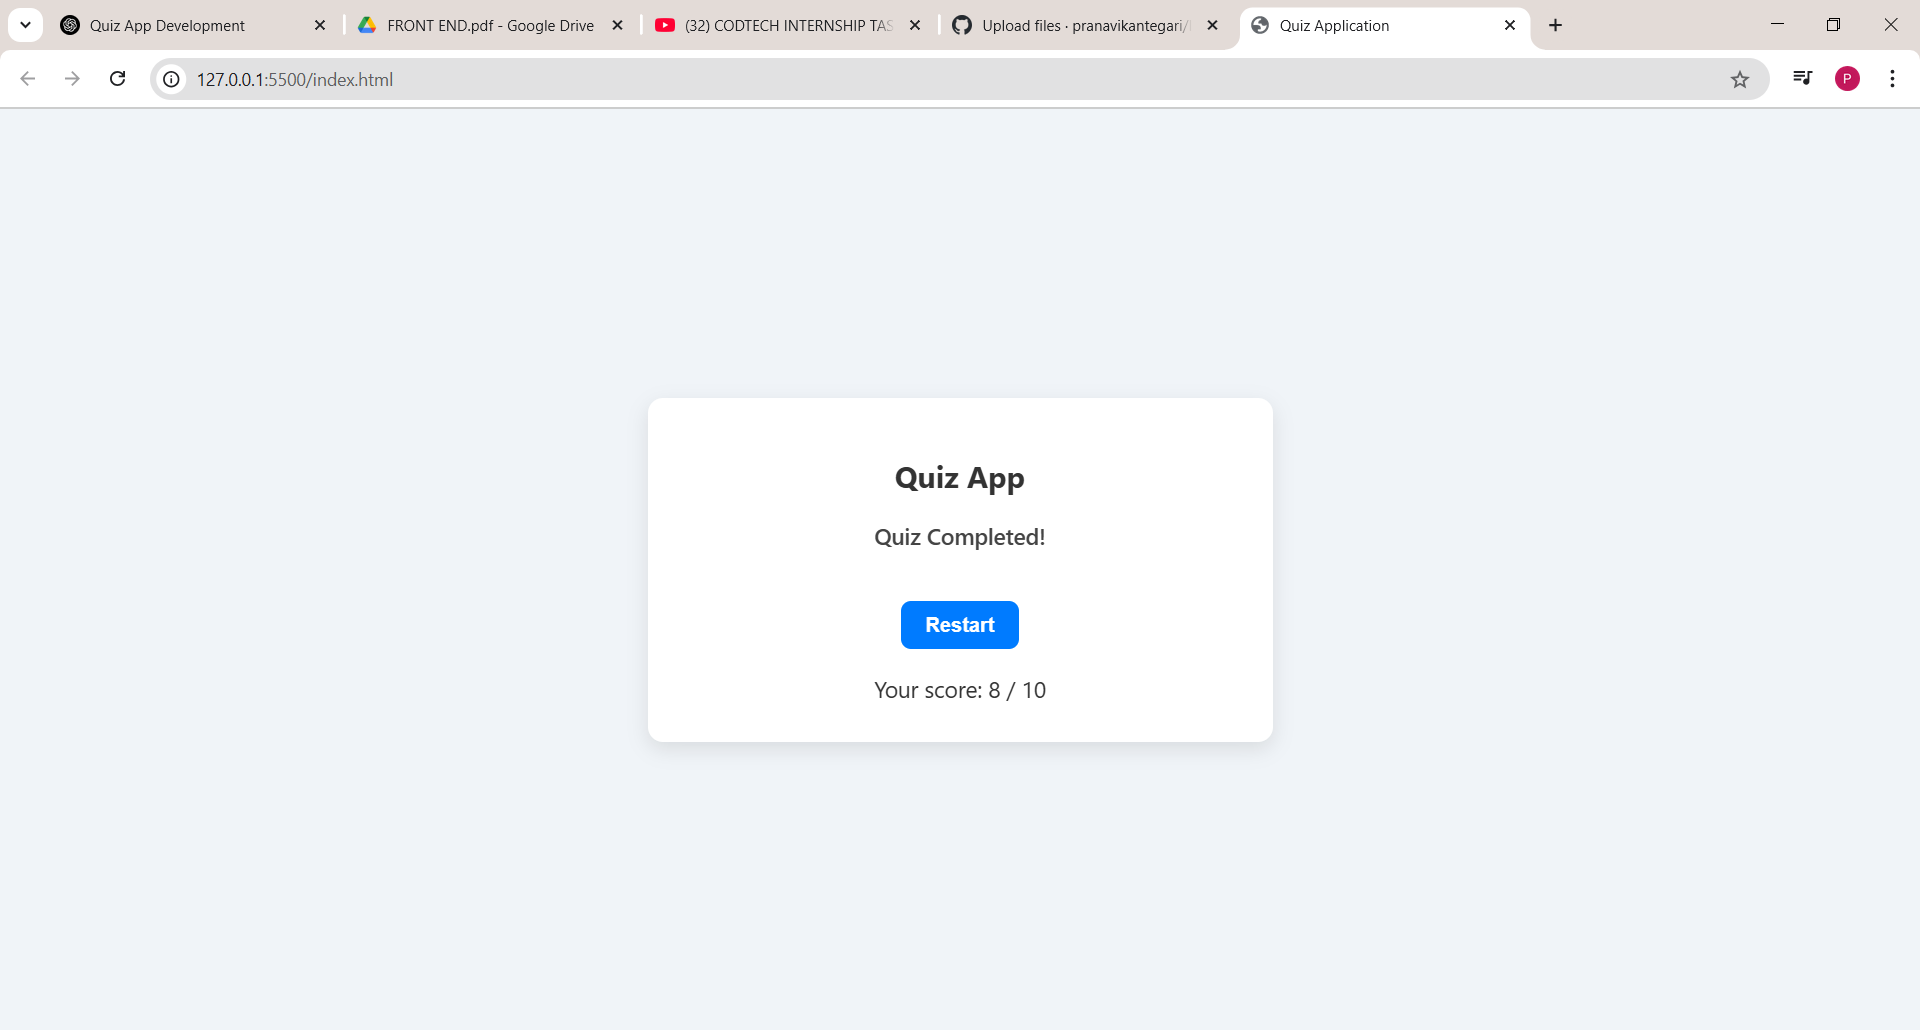 Quiz App Development
FRONT END.pdf - Google Drive
(32) CODTECH INTERNSHIP TAS
Upload files · pranavikantegari/
Quiz Application
127.0.0.1:5500/index.html
P
Quiz App
Quiz Completed!
Restart
Your score: 8 / 10